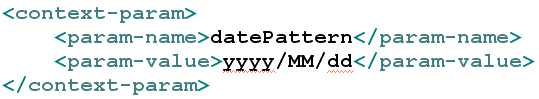 <context-param>
    <param-name>datePattern</param-name>
    <param-value>yyyy/MM/dd</param-value>
</context-param>